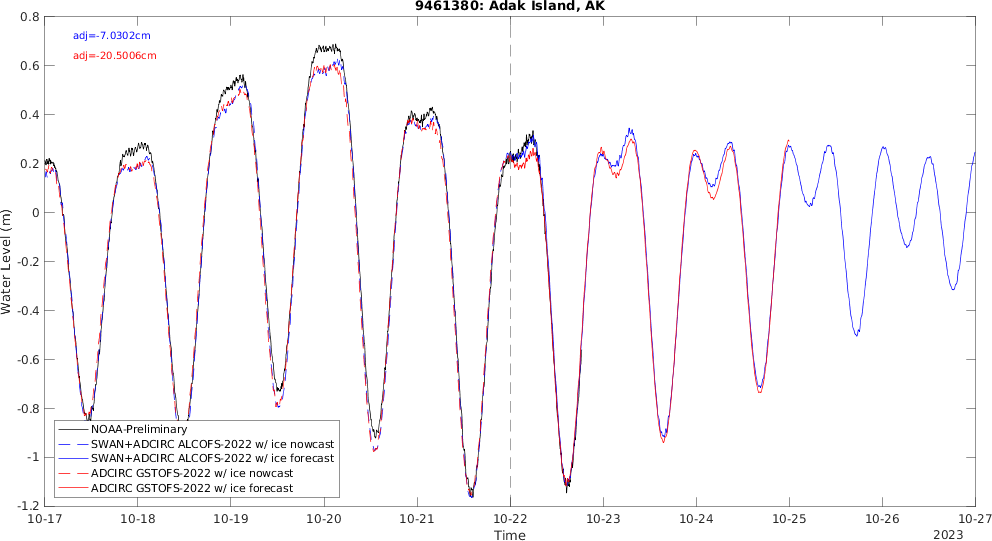 9461380: Adak Island, AK
adj=-7.0302cm
adj=-20.5006cm
Water Level (m)
0.8
0.6
0.4
0.2
0
-0.2
-0.4
-0.6
-0.8
-1
-1.2
NOAA-Preliminary
SWAN+ADCIRC ALCOFS-2022 w/ ice nowcast
SWAN+ADCIRC ALCOFS-2022 w/ ice forecast
ADCIRC GSTOFS-2022 w/ ice nowcast
ADCIRC GSTOFS-2022 w/ ice forecast
10-17 10-18 10-19 10-20 10-21 10-22 10-23 10-24 10-25 10-26 10-27
Time
2023